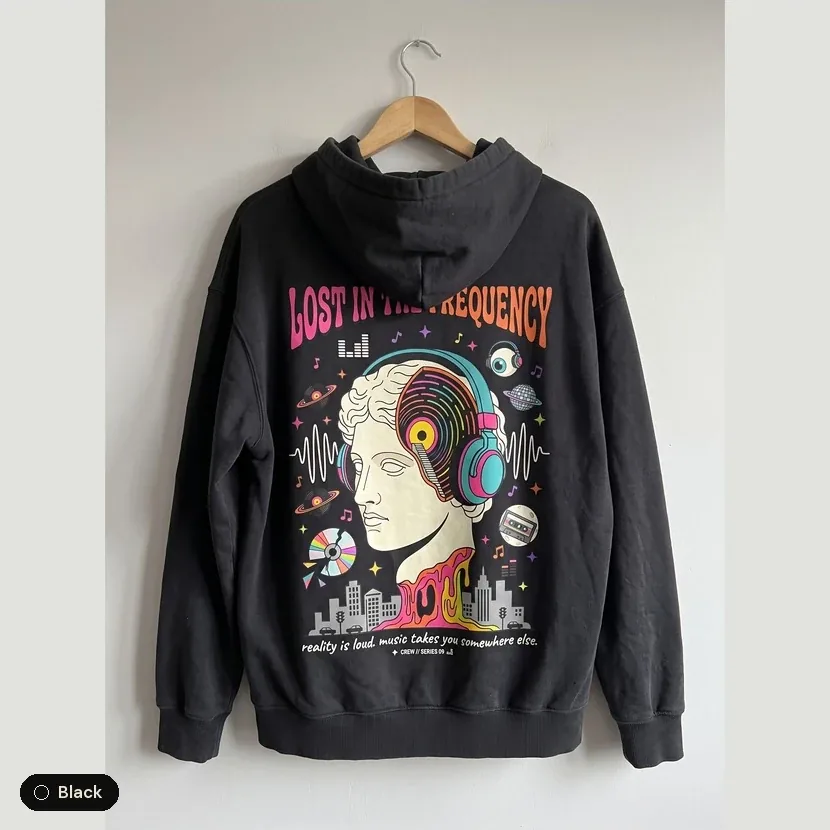 LOST IN THE FREQUENCY
reality is loud. music takes you somewhere else.
CREW // SERIES 09
Black